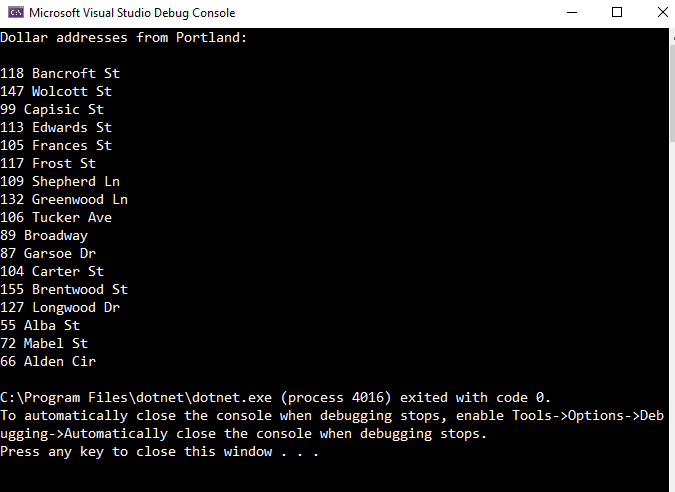 Microsoft Visual Studio Debug Console
Dollar addresses from Portland:
118 Bancroft St
147 Wolcott St
99 Capisic St
113 Edwards St
105 Frances St
117 Frost St
109 Shepherd Ln
132 Greenwood Ln
106 Tucker Ave
89 Broadway
87 Garsoe Dr
104 Carter St
155 Brentwood St
127 Longwood Dr
55 Alba St
72 Mabel St
66 Alden Cir
C:\Program Files\dotnet\dotnet.exe (process 4016) exited with code 0.
To automatically close the console when debugging stops, enable Tools->Options->Deb
ugging->Automatically close the console when debugging stops.
Press any key to close this window . . .